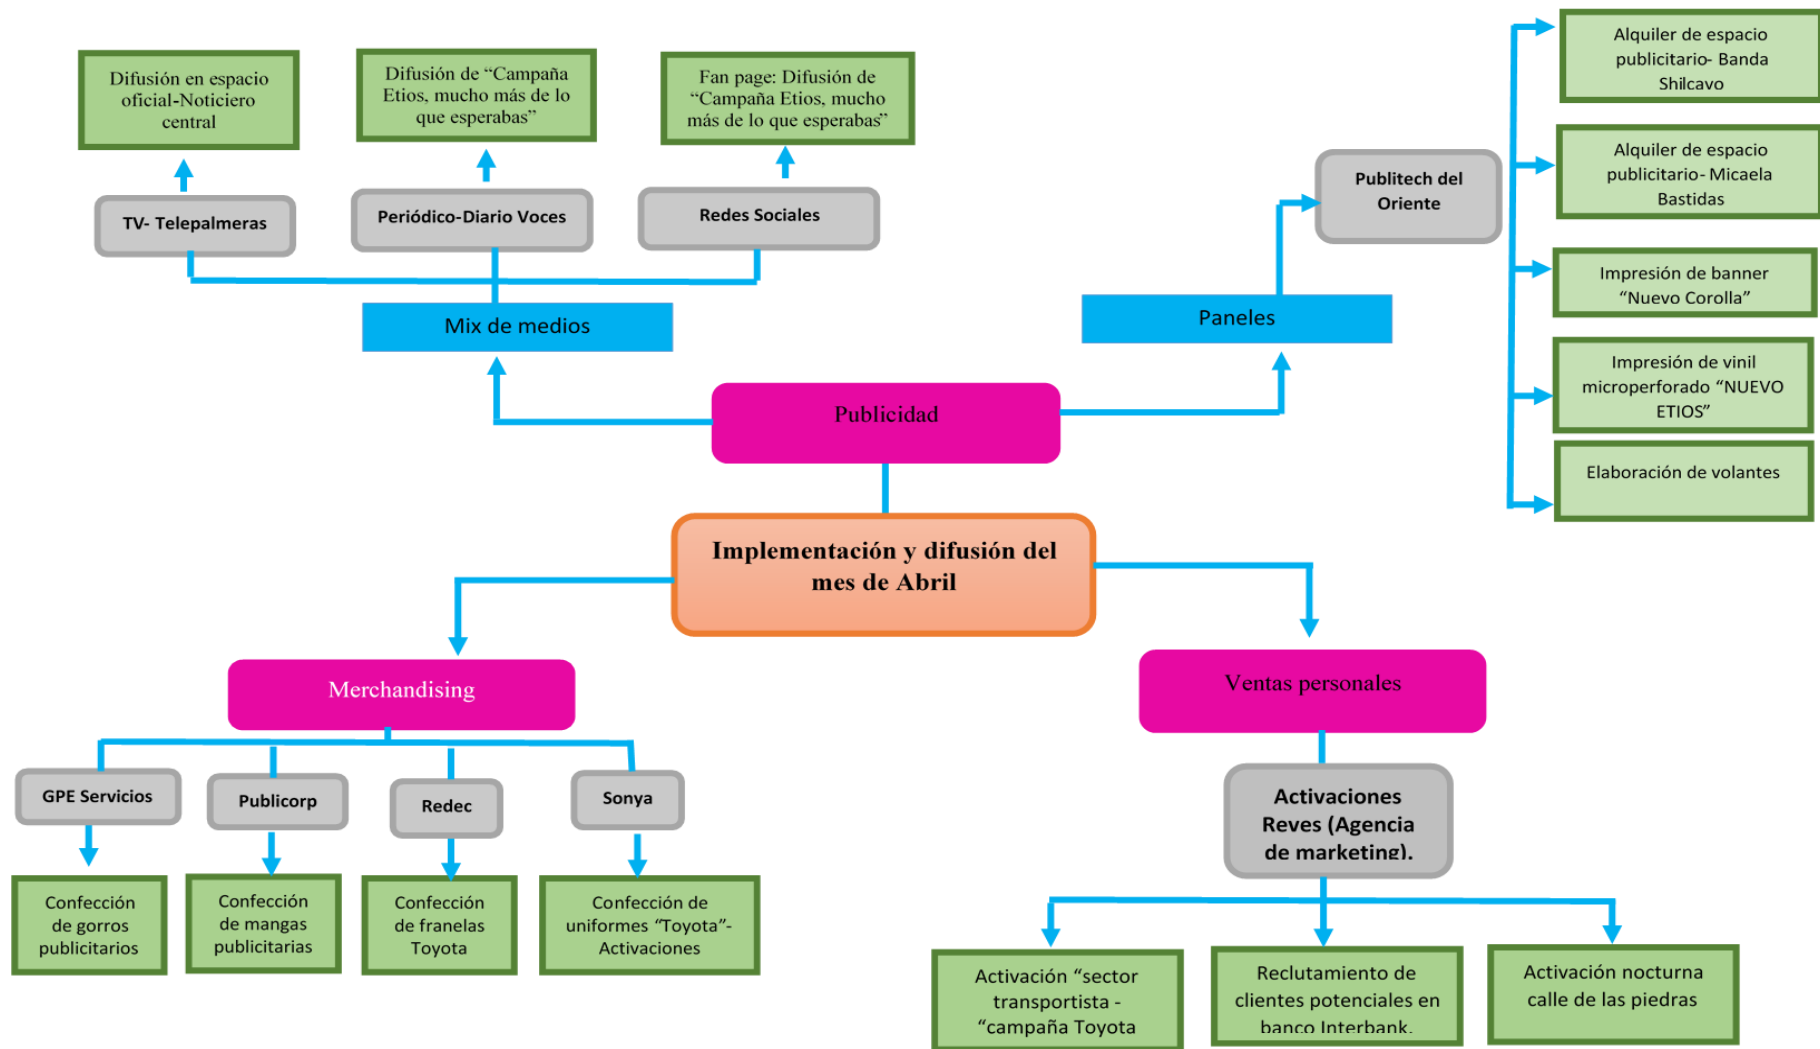 Difusión en espacio
oficial-Noticiero
central
Difusión de “Campaña
Etios, mucho más de lo
que esperabas”
Fan page: Difusión de
“Campaña Etios, mucho
más de lo que esperabas”
TV- Telepalmeras
Periódico-Diario Voces
Redes Sociales
Mix de medios
Alquiler de espacio
publicitario- Banda
Shilcavo
Alquiler de espacio
publicitario- Micaela
Bastidas
Impresión de banner
“Nuevo Corolla”
Impresión de vinil
microperforado “NUEVO
ETIOS”
Elaboración de volantes
Publitech del
Oriente
Paneles
Publicidad
Implementación y difusión del
mes de Abril
Merchandising
GPE Servicios
Publicorp
Redec
Sonya
Confección
de gorros
publicitarios
Confección
de mangas
publicitarias
Confección
de franelas
Toyota
Confección de
uniformes “Toyota”-
Activaciones
Ventas personales
Activaciones
Reves (Agencia
de marketing).
Activación “sector
transportista -
“campaña Toyota
Reclutamiento de
clientes potenciales en
banco Interbank.
Activación nocturna
calle de las piedras